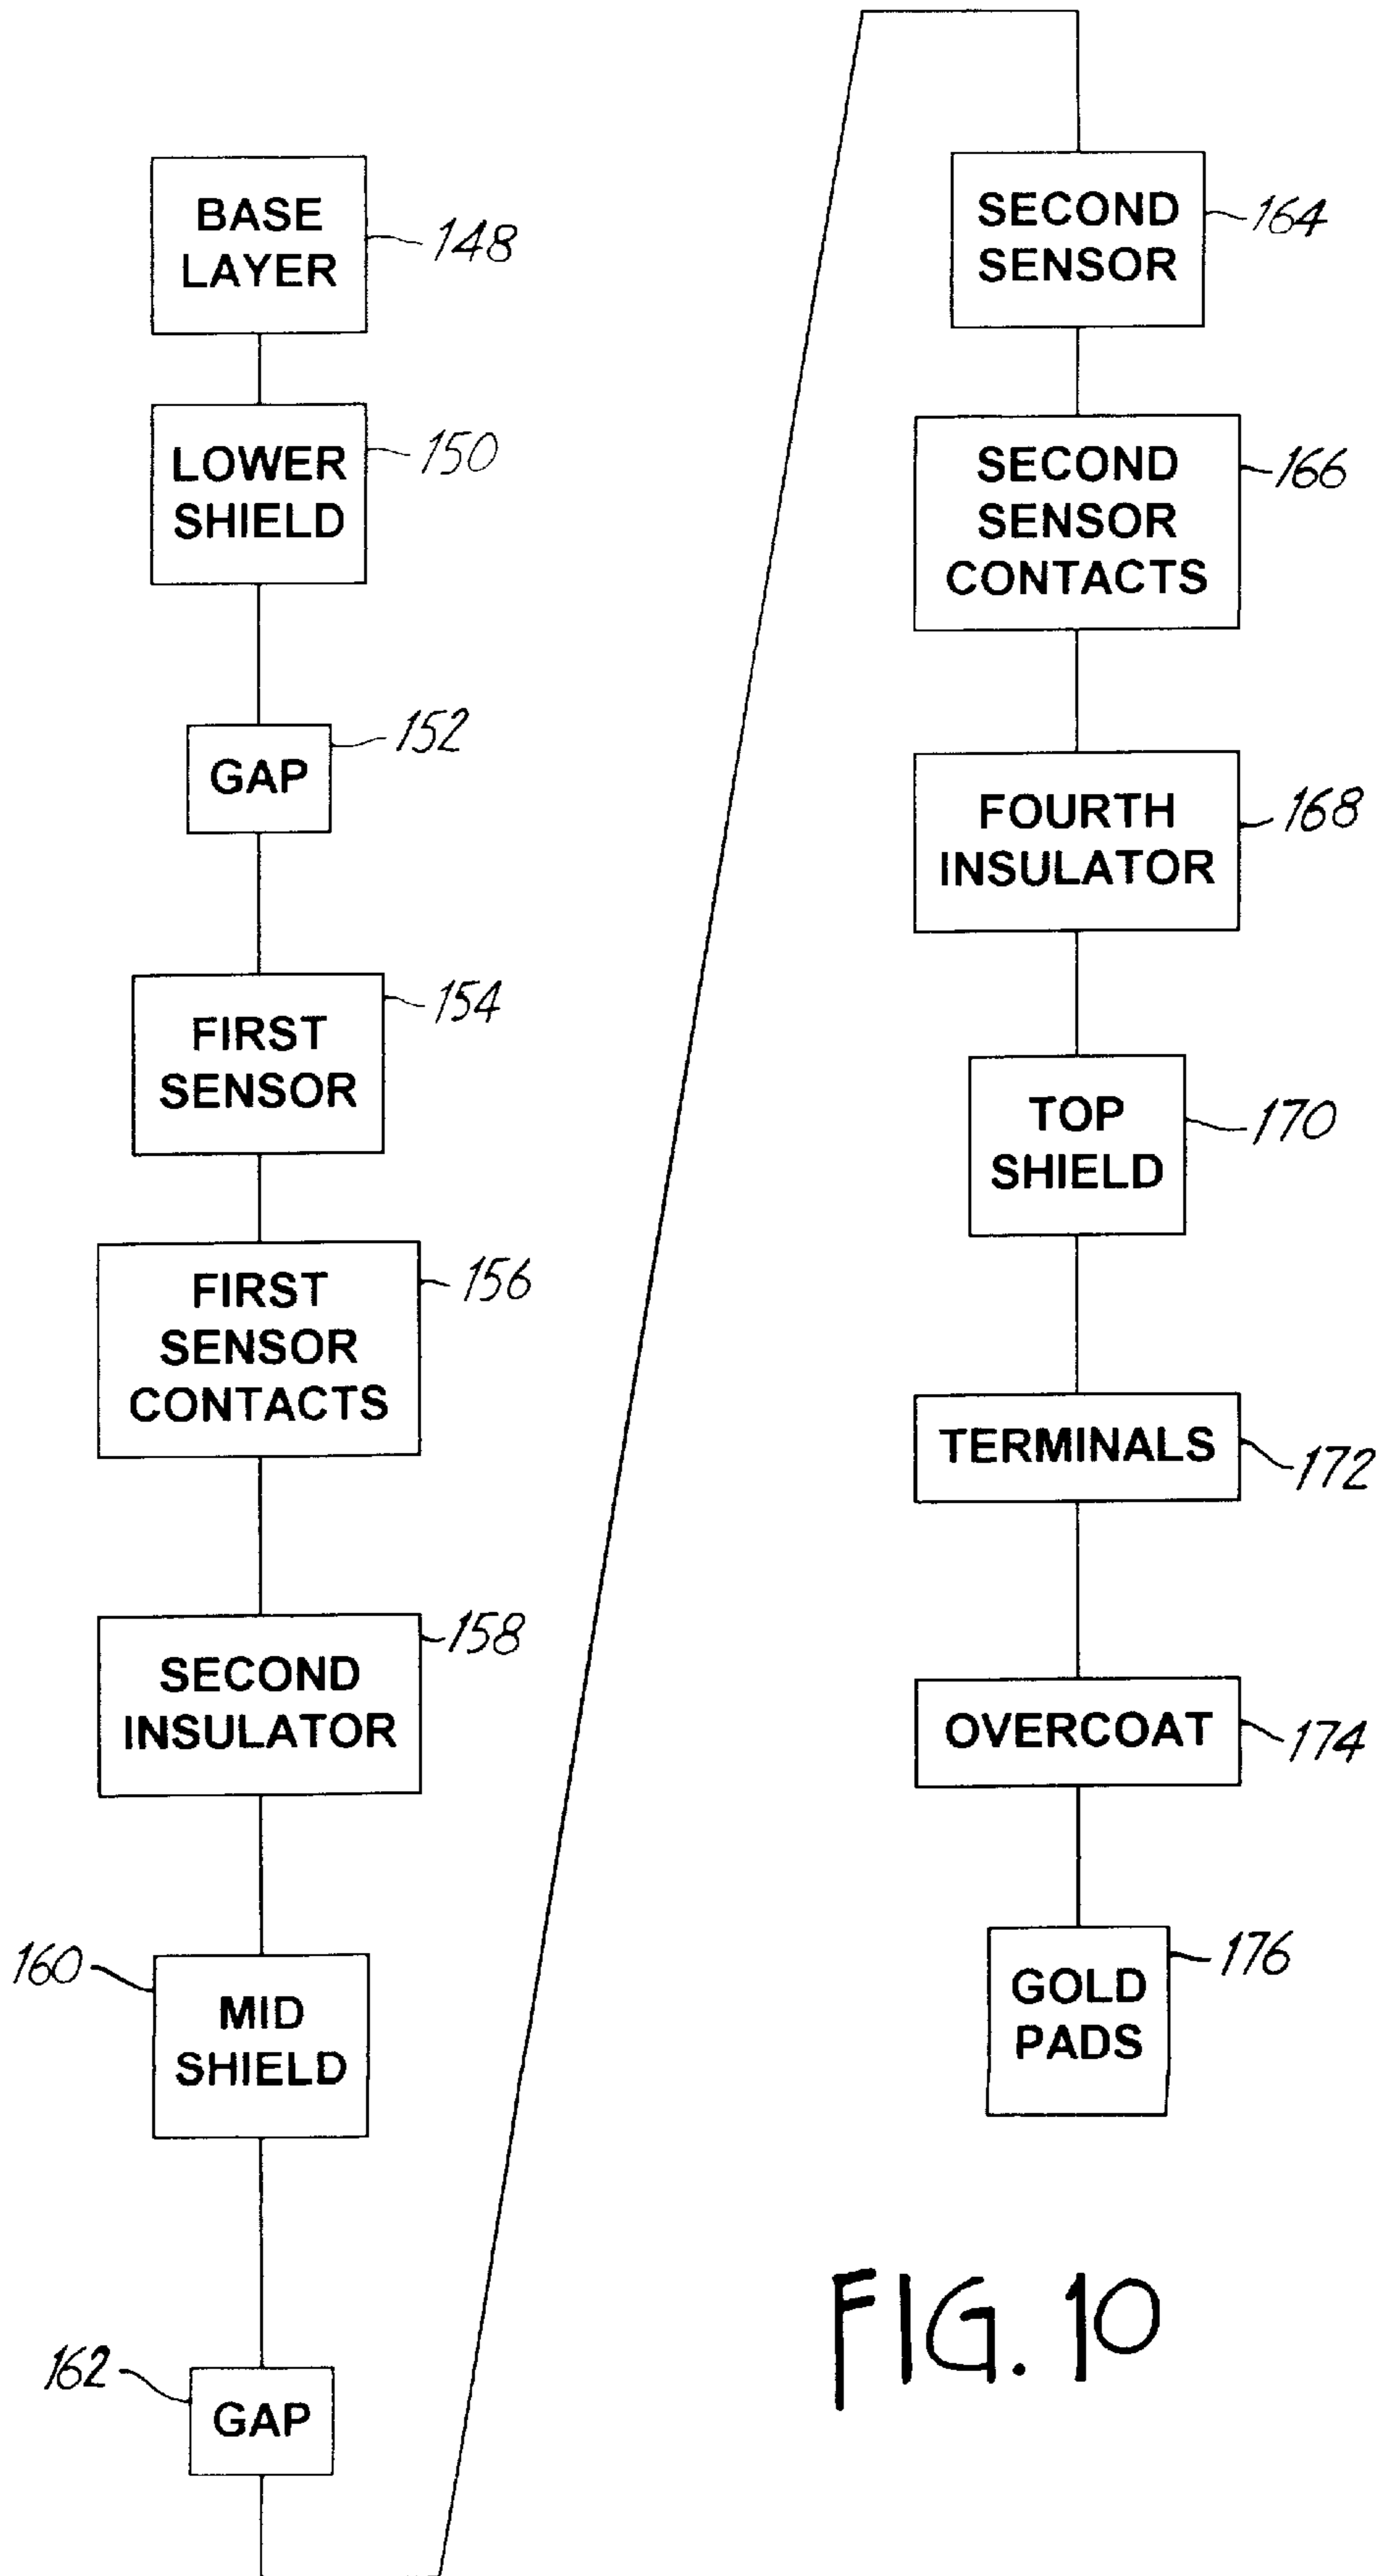 BASE
LAYER
148
LOWER
SHIELD
150
GAP
152
FIRST
SENSOR
154
FIRST
SENSOR
CONTACTS
156
SECOND
INSULATOR
158
160
MID
SHIELD
162
GAP
SECOND
SENSOR
164
SECOND
SENSOR
CONTACTS
166
FOURTH
INSULATOR
168
TOP
SHIELD
170
TERMINALS
172
OVERCOAT
174
GOLD
PADS
176
FIG. 10